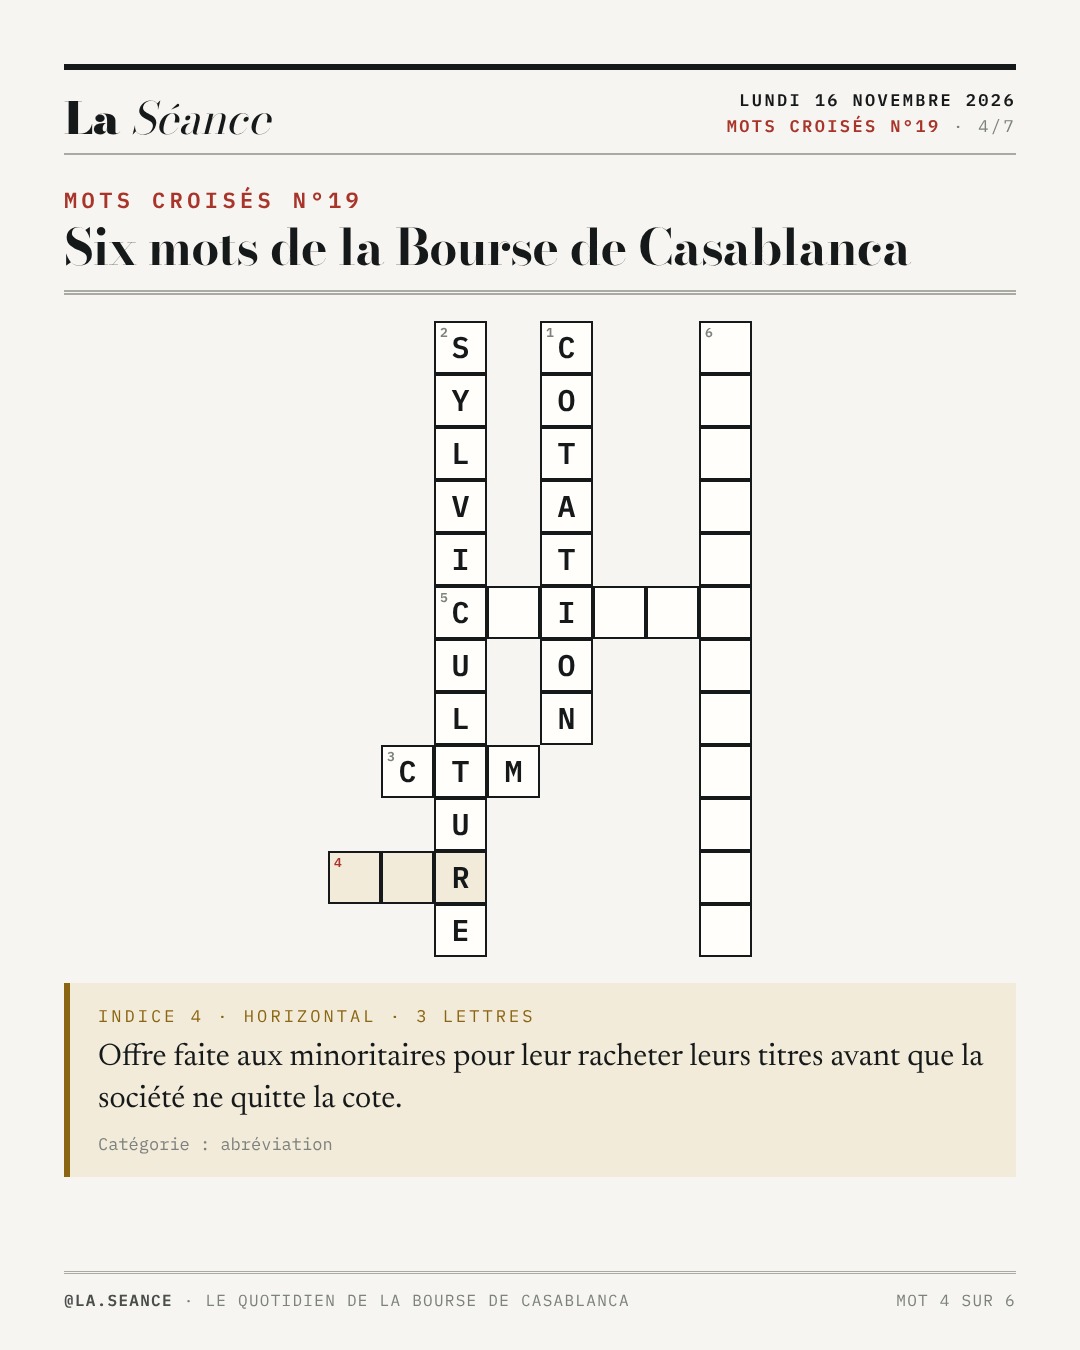 La Séance
LUNDI 16 NOVEMBRE 2026
MOTS CROISÉS N°19 · 4/7
MOTS CROISÉS N°19
Six mots de la Bourse de Casablanca
2 S 1 C 6
Y O
L T
V A
I T
5 C I
U O
L N
3 C T M
U
4 R
E
INDICE 4 · HORIZONTAL · 3 LETTRES
Offre faite aux minoritaires pour leur racheter leurs titres avant que la
société ne quitte la cote.
Catégorie : abréviation
@LA.SEANCE · LE QUOTIDIEN DE LA BOURSE DE CASABLANCA
MOT 4 SUR 6